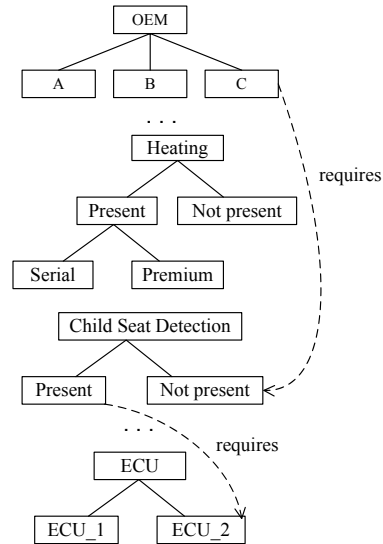 OEM
A B C
. . .
Heating
requires
Present Not present
Serial Premium
Child Seat Detection
Present Not present
. . .
requires
ECU
ECU_1 ECU_2